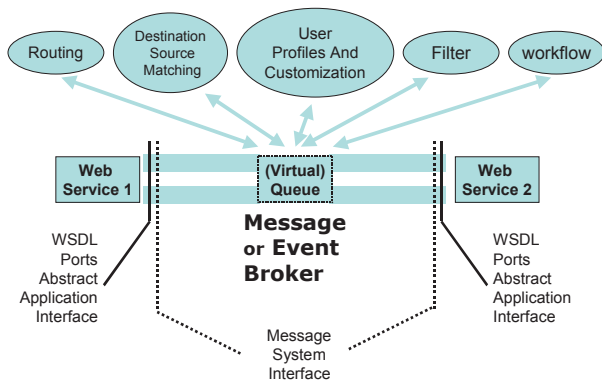 Routing
Destination
Source
Matching
User
Profiles And
Customization
Filter
workflow
Web
Service 1
(Virtual)
Queue
Web
Service 2
Message
or Event
Broker
WSDL
Ports
Abstract
Application
Interface
WSDL
Ports
Abstract
Application
Interface
Message
System
Interface